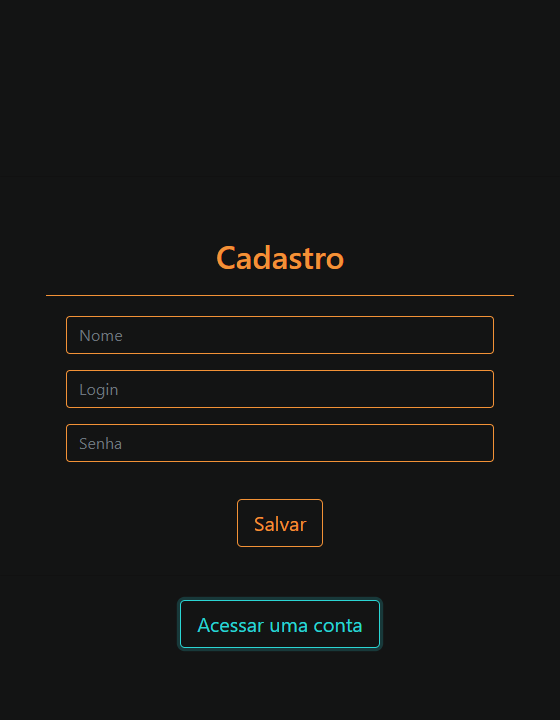 Cadastro
Nome
Login
Senha
Salvar
Acessar uma conta